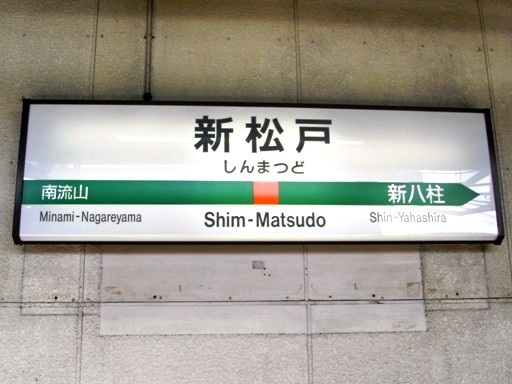 新松戸
しんまつど
南流山 新八柱
Minami-Nagareyama Shim-Matsudo Shin-Yahashira